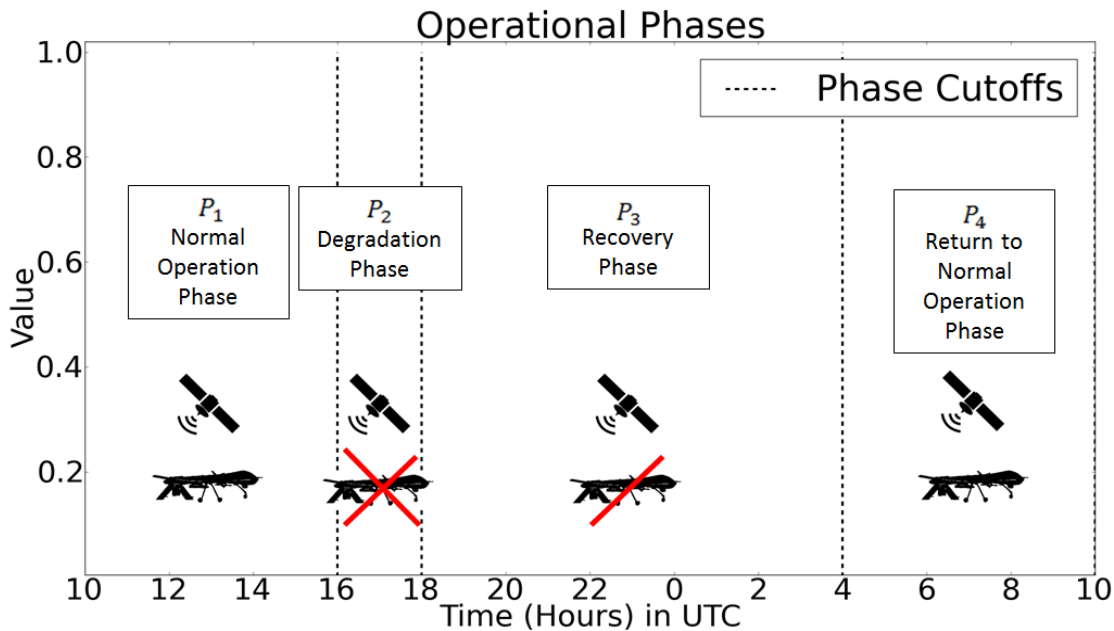 Operational Phases
Phase Cutoffs
Value
1.0
0.8
0.6
0.4
0.2
P₁
Normal
Operation
Phase
P₂
Degradation
Phase
P₃
Recovery
Phase
P₄
Return to
Normal
Operation
Phase
10 12 14 16 18 20 22 0 2 4 6 8 10
Time (Hours) in UTC